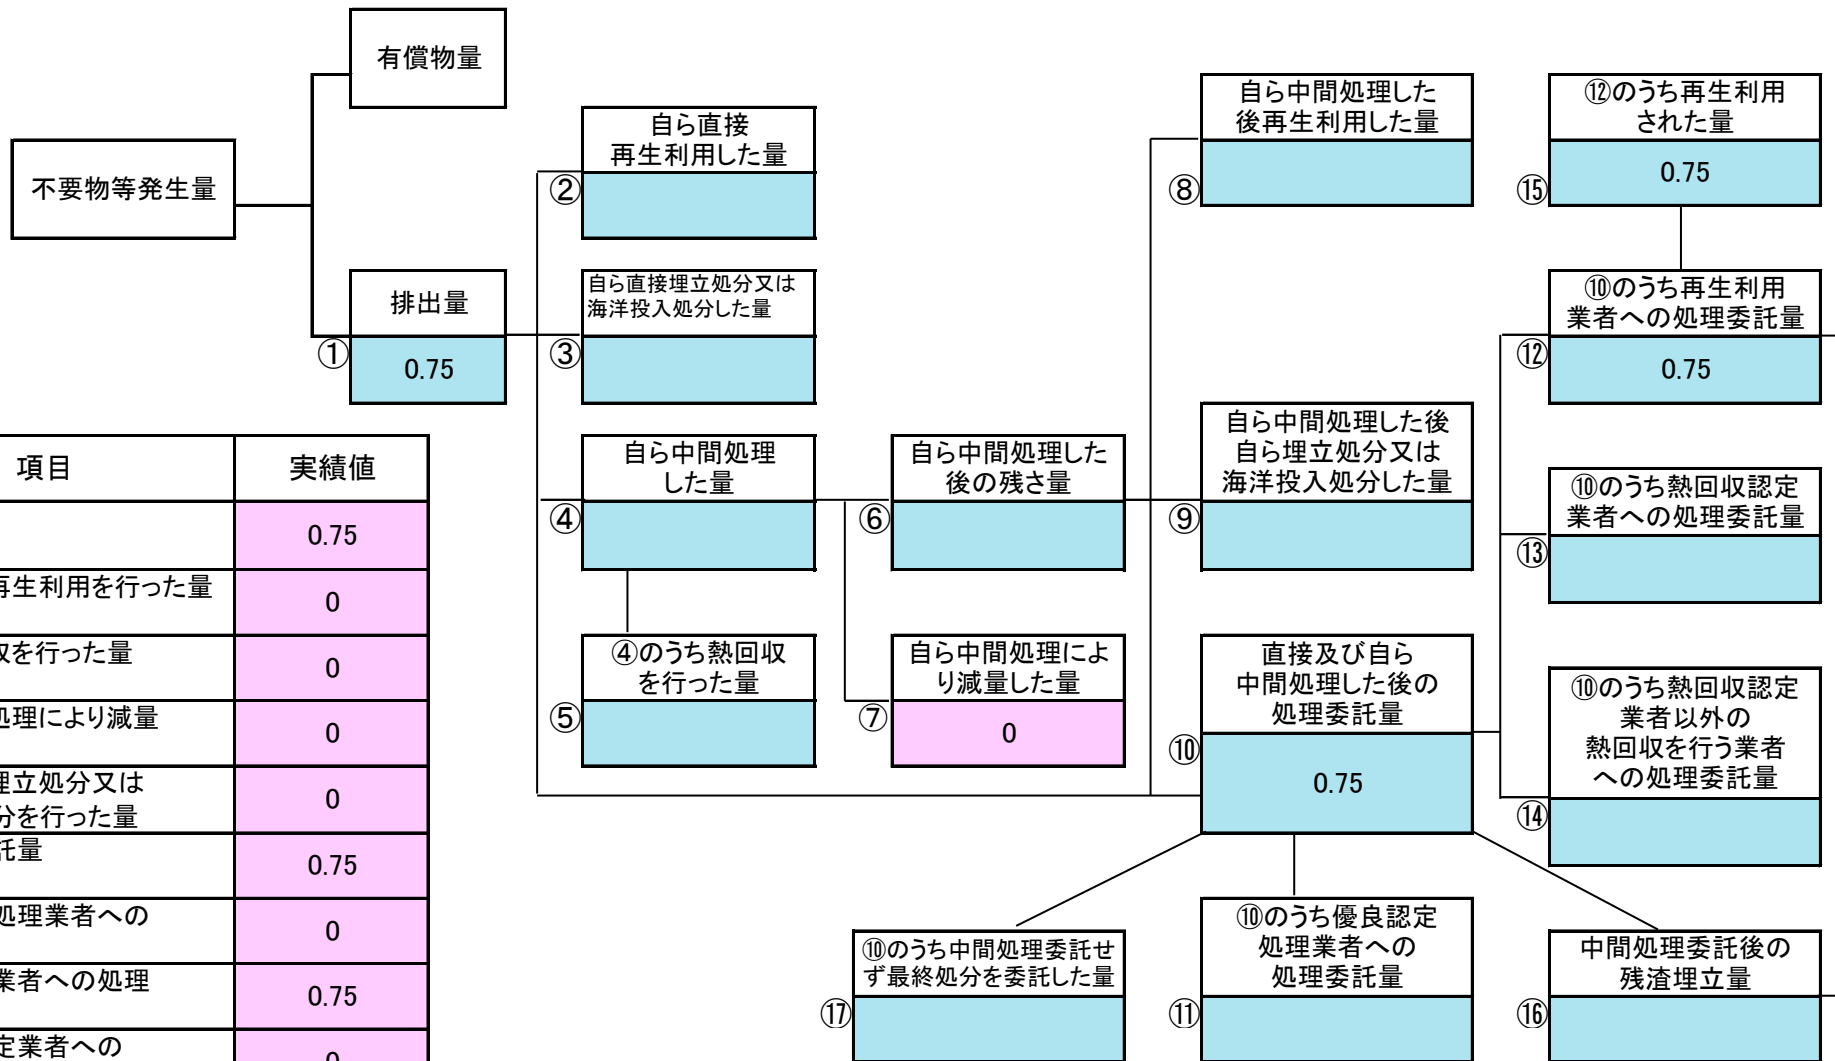 有償物量
不要物等発生量
排出量
①
0.75
自ら直接
再生利用した量
②
自ら直接埋立処分又は
海洋投入処分した量
③
自ら中間処理
した量
④
④のうち熱回収
を行った量
⑤
自ら中間処理した
後の残さ量
⑥
自ら中間処理によ
り減量した量
⑦
0
自ら中間処理した
後再生利用した量
⑧
自ら中間処理した後
自ら埋立処分又は
海洋投入処分した量
⑨
直接及び自ら
中間処理した後の
処理委託量
⑩
0.75
⑩のうち優良認定
処理業者への
処理委託量
⑪
⑫のうち再生利用
された量
⑮
0.75
⑩のうち再生利用
業者への処理委託量
⑫
0.75
⑩のうち熱回収認定
業者への処理委託量
⑬
⑩のうち熱回収認定
業者以外の
熱回収を行う業者
への処理委託量
⑭
中間処理委託後の
残渣埋立量
⑯
⑩のうち中間処理委託せ
ず最終処分を委託した量
⑰
項目 実績値
0.75
再生利用を行った量
0
収を行った量
0
処理により減量
0
埋立処分又は
分を行った量
0
託量
0.75
処理業者への
0
業者への処理
0.75
定業者への
0